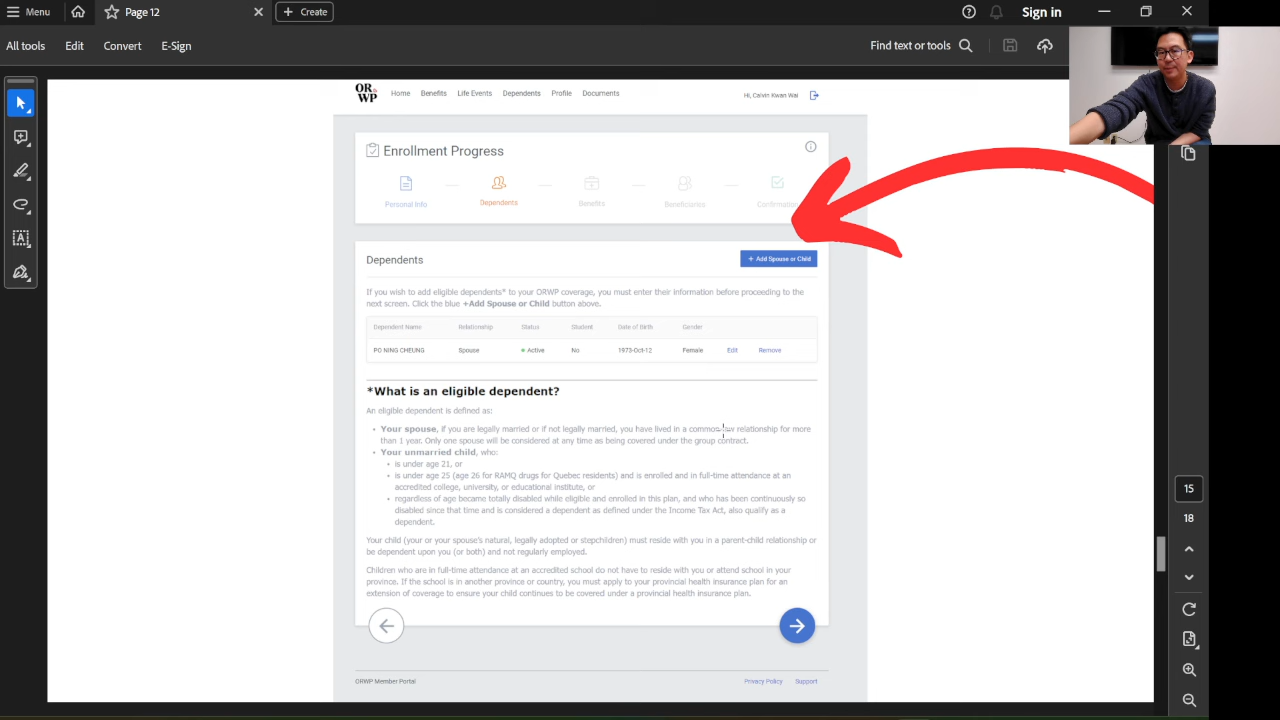 Menu
Page 12
Create
Sign in
All tools
Edit
Convert
E-Sign
Find text or tools
OR&WP
Home
Benefits
Life Events
Dependents
Profile
Documents
Hi, Calvin Kwan Wai
Enrollment Progress
Personal Info
Dependents
Benefits
Beneficiaries
Confirmation
Dependents
+ Add Spouse or Child
If you wish to add eligible dependents* to your ORWP coverage, you must enter their information before proceeding to the
next screen. Click the blue +Add Spouse or Child button above.
Dependent Name Relationship Status Student Date of Birth Gender
PO NING CHEUNG Spouse Active No 1973-Oct-12 Female Edit Remove
*What is an eligible dependent?
An eligible dependent is defined as:
• Your spouse, if you are legally married or if not legally married, you have lived in a common-law relationship for more
than 1 year. Only one spouse will be considered at any time as being covered under the group contract.
• Your unmarried child, who:
• is under age 21, or
• is under age 25 (age 26 for RAMQ drugs for Quebec residents) and is enrolled and in full-time attendance at an
accredited college, university, or educational institute, or
• regardless of age became totally disabled while eligible and enrolled in this plan, and who has been continuously so
disabled since that time and is considered a dependent as defined under the Income Tax Act, also qualify as a
dependent.
Your child (your or your spouse's natural, legally adopted or stepchildren) must reside with you in a parent-child relationship or
be dependent upon you (or both) and not regularly employed.
Children who are in full-time attendance at an accredited school do not have to reside with you or attend school in your
province. If the school is in another province or country, you must apply to your provincial health insurance plan for an
extension of coverage to ensure your child continues to be covered under a provincial health insurance plan.
ORWP Member Portal
Privacy Policy
Support
15
18